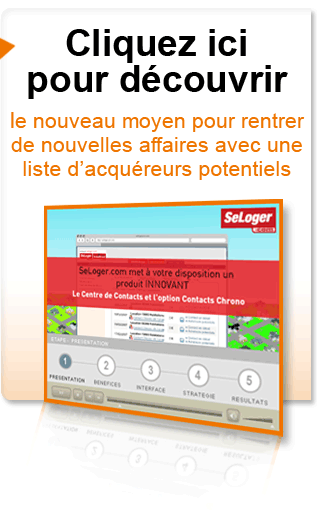 Cliquez ici
pour découvrir
le nouveau moyen pour rentrer
de nouvelles affaires avec une
liste d'acquéreurs potentiels
SeLoger
SeLoger.com met à votre disposition un
produit INNOVANT
Le Centre de Contacts et l'option Contacts Chrono
ETAPE : PRESENTATION
1 2 3 4 5
PRESENTATION BENEFICES INTERFACE STRATEGIE RESULTATS